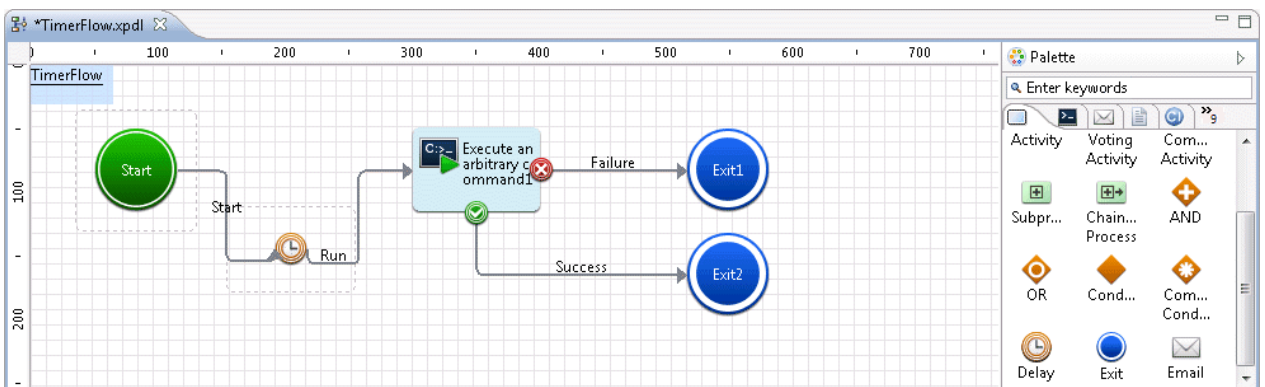 *TimerFlow.xpdl
100 200 300 400 500 600 700
Palette
TimerFlow
Enter keywords
9
Activity Voting Activity Com... Activity
C:>_
Execute an
arbitrary c
ommand1
Start
Failure
Exit1
100
Subpr... Chain... Process AND
Start
Run
Success
Exit2
OR Cond... Com... Cond...
200
Delay Exit Email